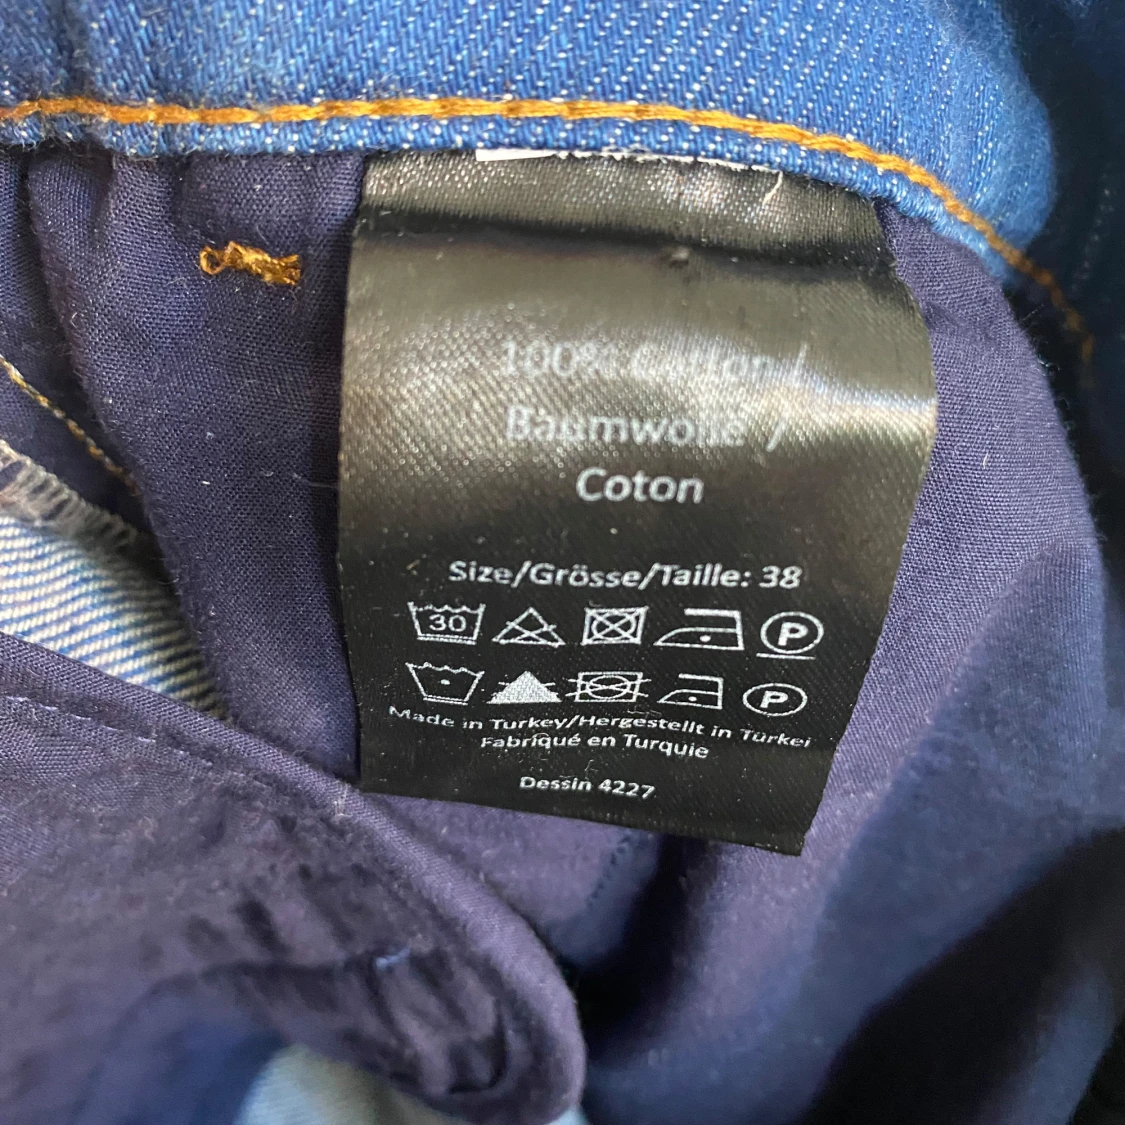 100% Cotton /
Baumwolle /
Coton
Size/Grösse/Taille: 38
30 P
P
Made in Turkey/Hergestellt in Türkei
Fabriqué en Turquie
Dessin 4227